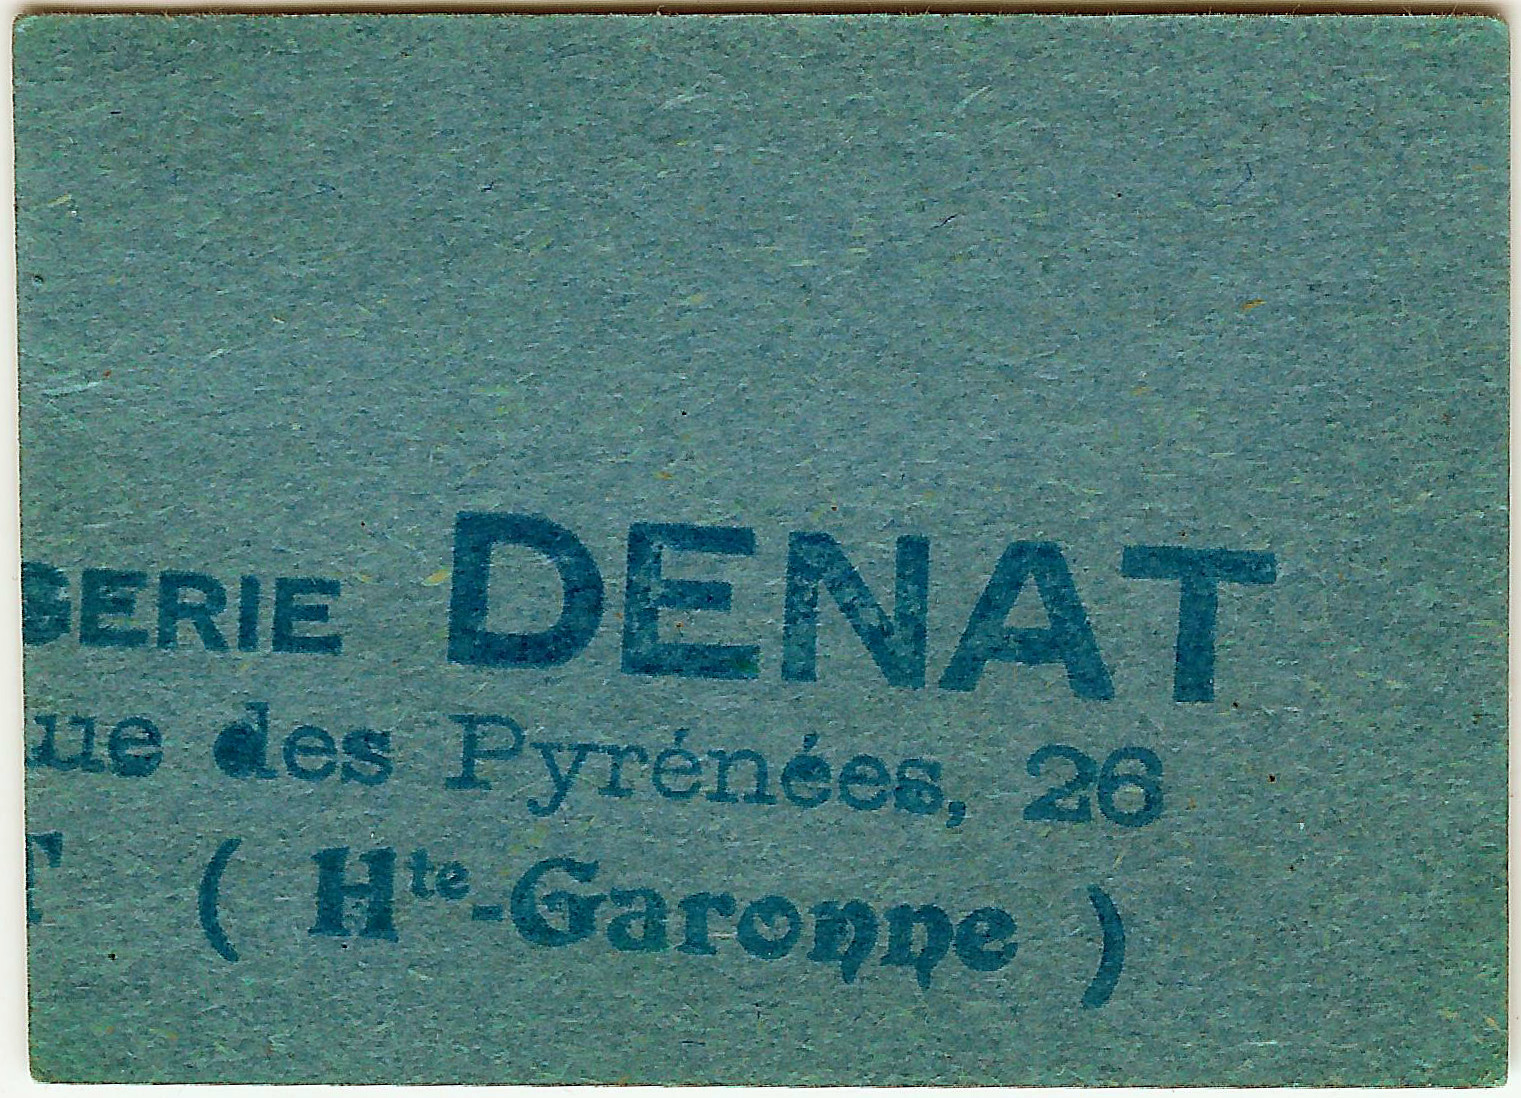 GERIE DENAT
ue des Pyrénées, 26
T ( Hte-Garonne )